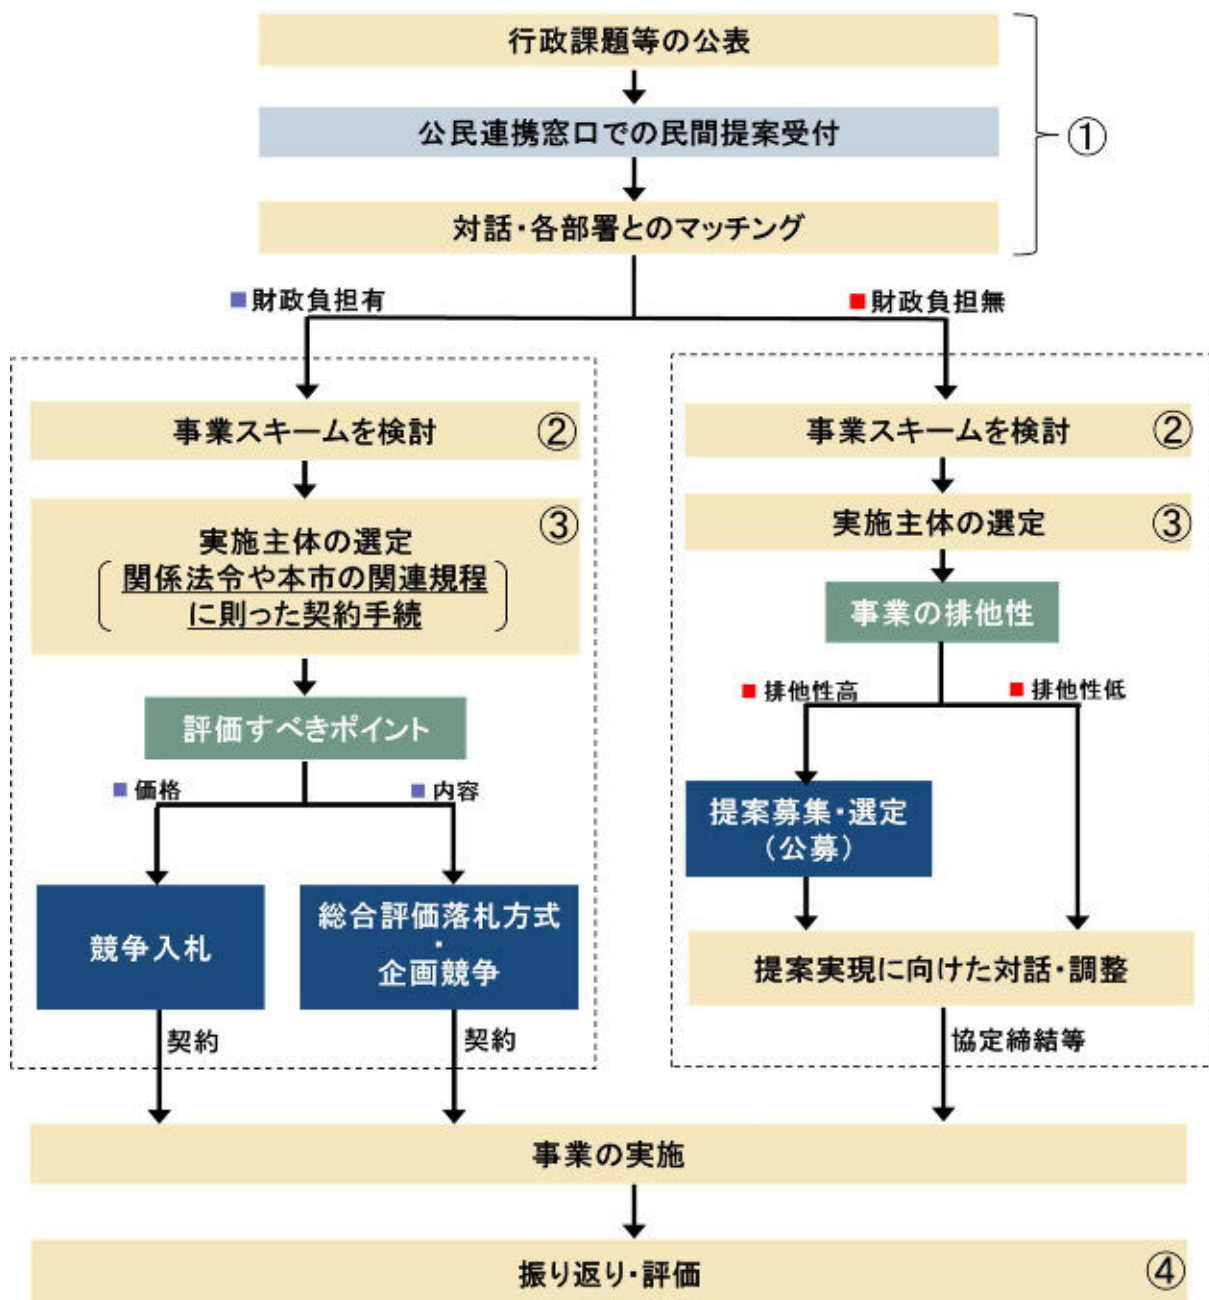 行政課題等の公表
公民連携窓口での民間提案受付
①
対話・各部署とのマッチング
財政負担有
財政負担無
事業スキームを検討
②
実施主体の選定
③
関係法令や本市の関連規程
に則った契約手続
評価すべきポイント
価格
内容
競争入札
総合評価落札方式
・
企画競争
契約
契約
事業スキームを検討
②
実施主体の選定
③
事業の排他性
排他性高
排他性低
提案募集・選定
（公募）
提案実現に向けた対話・調整
協定締結等
事業の実施
振り返り・評価
④